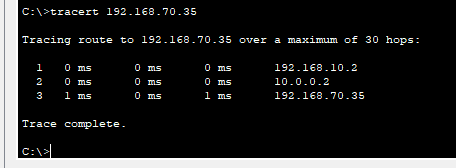 C:\>tracert 192.168.70.35
Tracing route to 192.168.70.35 over a maximum of 30 hops:
1 0 ms 0 ms 0 ms 192.168.10.2
2 0 ms 0 ms 0 ms 10.0.0.2
3 1 ms 0 ms 1 ms 192.168.70.35
Trace complete.
C:\>